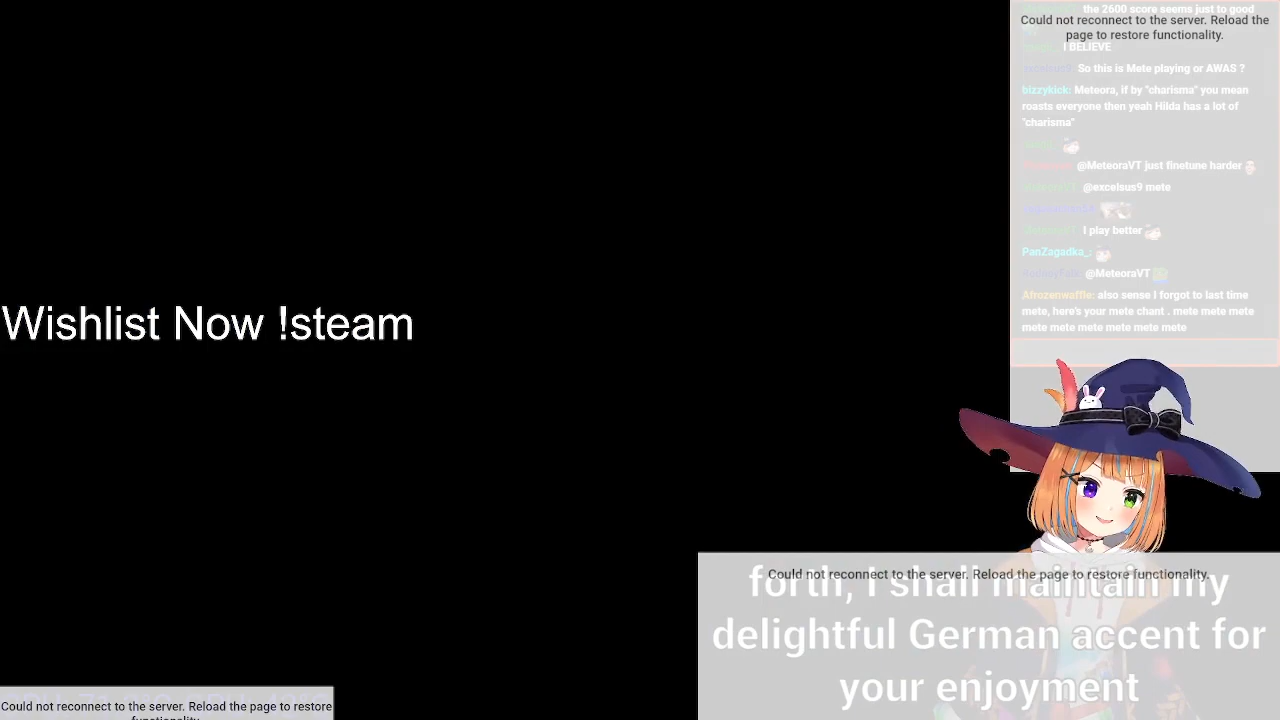 the 2600 score seems just to good
Could not reconnect to the server. Reload the
page to restore functionality.
I BELIEVE
So this is Mete playing or AWAS ?
bizzykick: Meteora, if by "charisma" you mean
roasts everyone then yeah Hilda has a lot of
"charisma"
@MeteoraVT just finetune harder
@excelsus9 mete
I play better
PanZagadka_:
@MeteoraVT
Afrozenwaffle: also sense I forgot to last time
mete, here's your mete chant . mete mete mete
mete mete mete mete mete mete
Wishlist Now !steam
Could not reconnect to the server. Reload the page to restore functionality.
forth, I shall maintain my
delightful German accent for
your enjoyment
Could not reconnect to the server. Reload the page to restore
functionality.